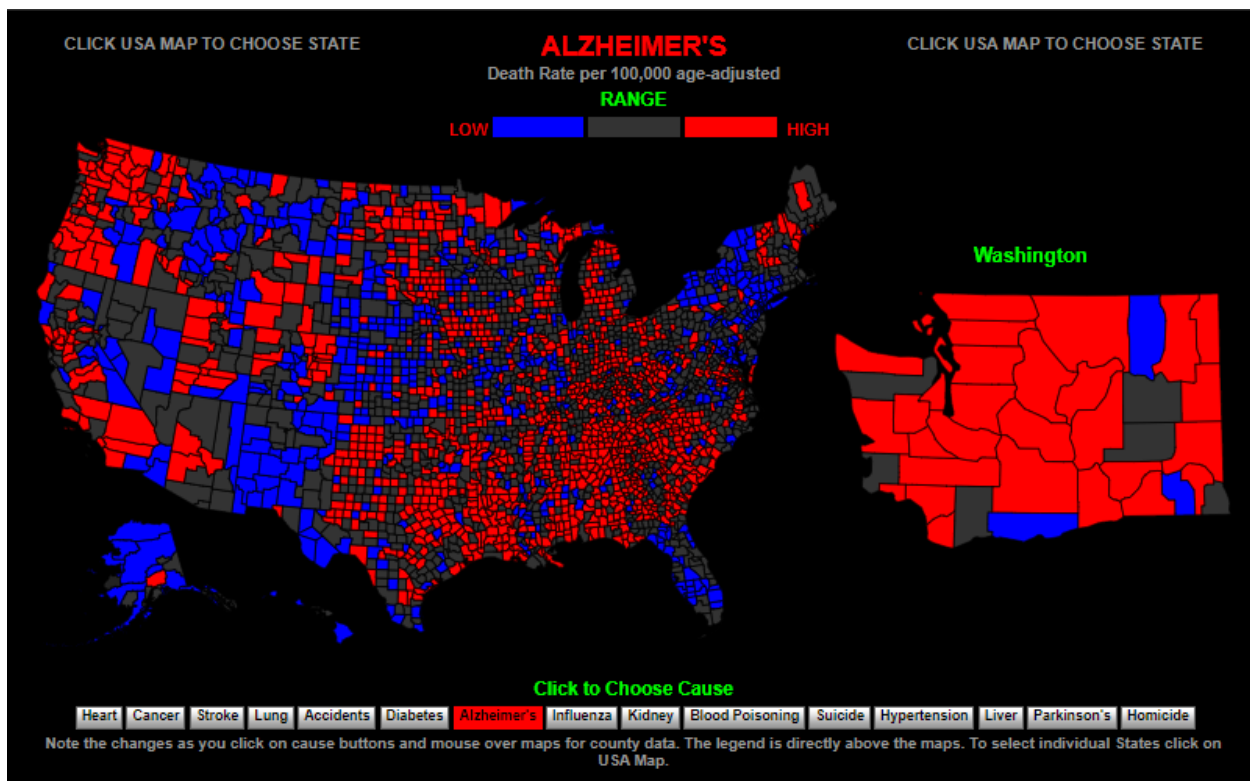 CLICK USA MAP TO CHOOSE STATE
ALZHEIMER'S
CLICK USA MAP TO CHOOSE STATE
Death Rate per 100,000 age-adjusted
RANGE
LOW HIGH
Washington
Click to Choose Cause
Heart Cancer Stroke Lung Accidents Diabetes Alzheimer's Influenza Kidney Blood Poisoning Suicide Hypertension Liver Parkinson's Homicide
Note the changes as you click on cause buttons and mouse over maps for county data. The legend is directly above the maps. To select individual States click on
USA Map.